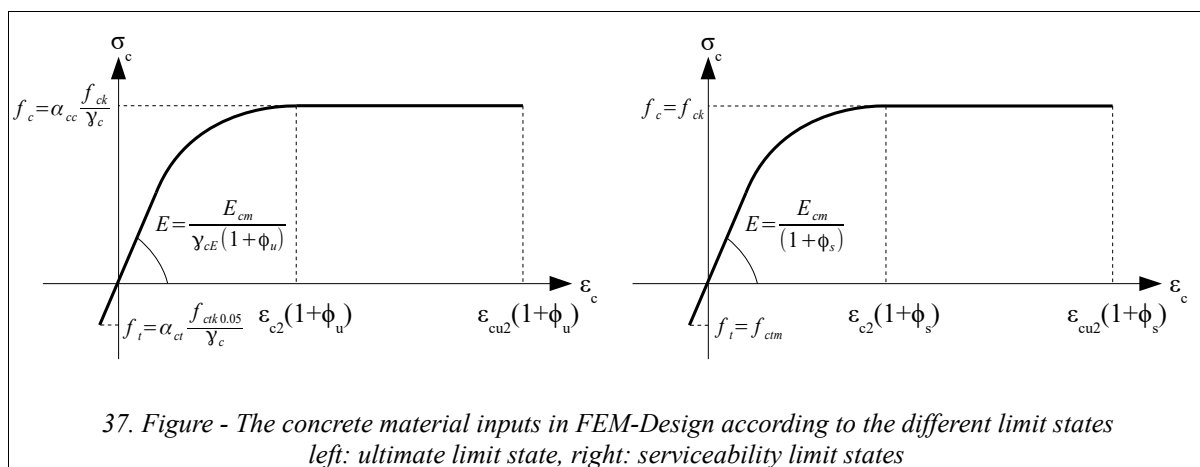 σc σc
fc=αcc fck/γc fc=fck
E=Ecm/γcE(1+ϕu) E=Ecm/(1+ϕs)
εc εc
ft=αct fctk0.05/γc εc2(1+ϕu) εcu2(1+ϕu) ft=fctm εc2(1+ϕs) εcu2(1+ϕs)
37. Figure - The concrete material inputs in FEM-Design according to the different limit states
left: ultimate limit state, right: serviceability limit states